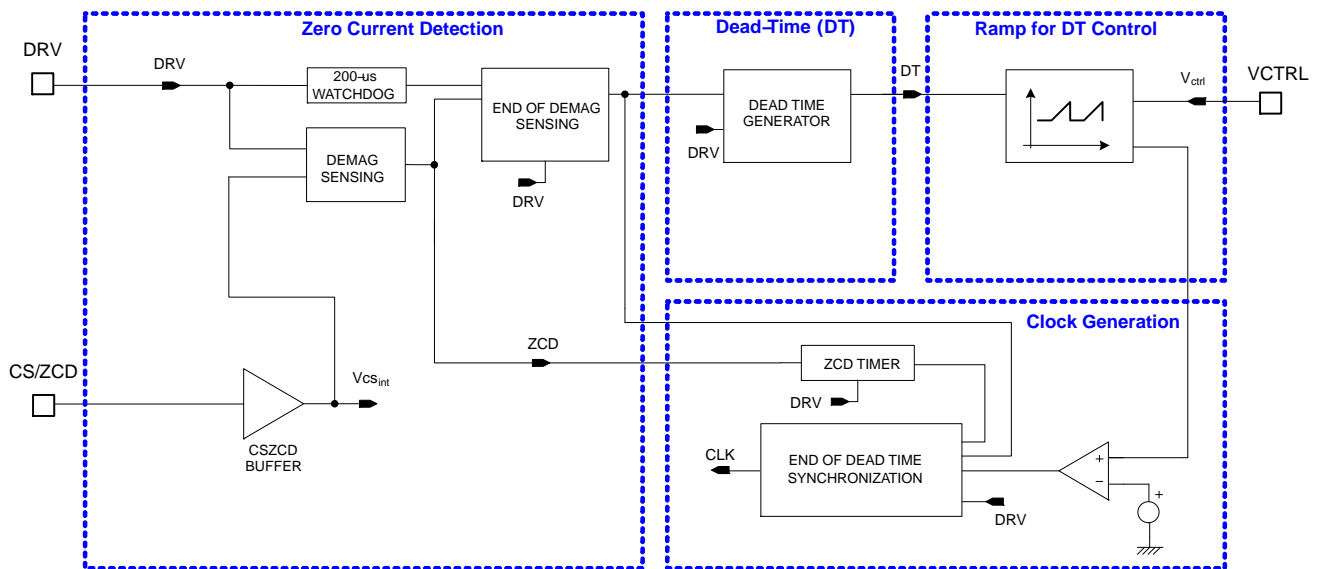 Zero Current Detection
Dead-Time (DT)
Ramp for DT Control
DRV
DRV
200-us
WATCHDOG
END OF DEMAG
SENSING
DRV
DEMAG
SENSING
DEAD TIME
GENERATOR
DRV
DT
Vctrl
VCTRL
Clock Generation
ZCD
ZCD TIMER
DRV
CS/ZCD
Vcsint
CSZCD
BUFFER
CLK
END OF DEAD TIME
SYNCHRONIZATION
DRV
+
−
+